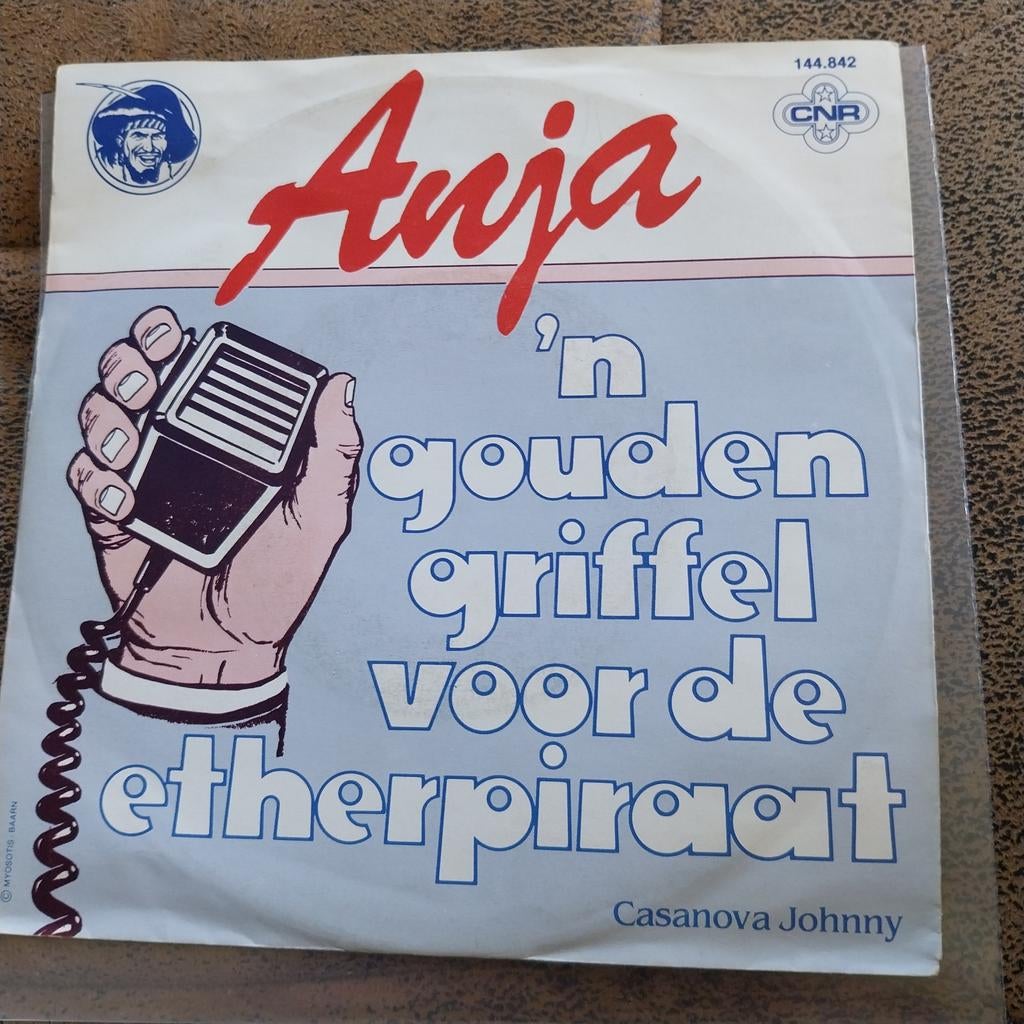 144.842
CNR
Anja
'n
gouden
griffel
voor de
etherpiraat
Casanova Johnny
© MYOSOTIS - BAARN